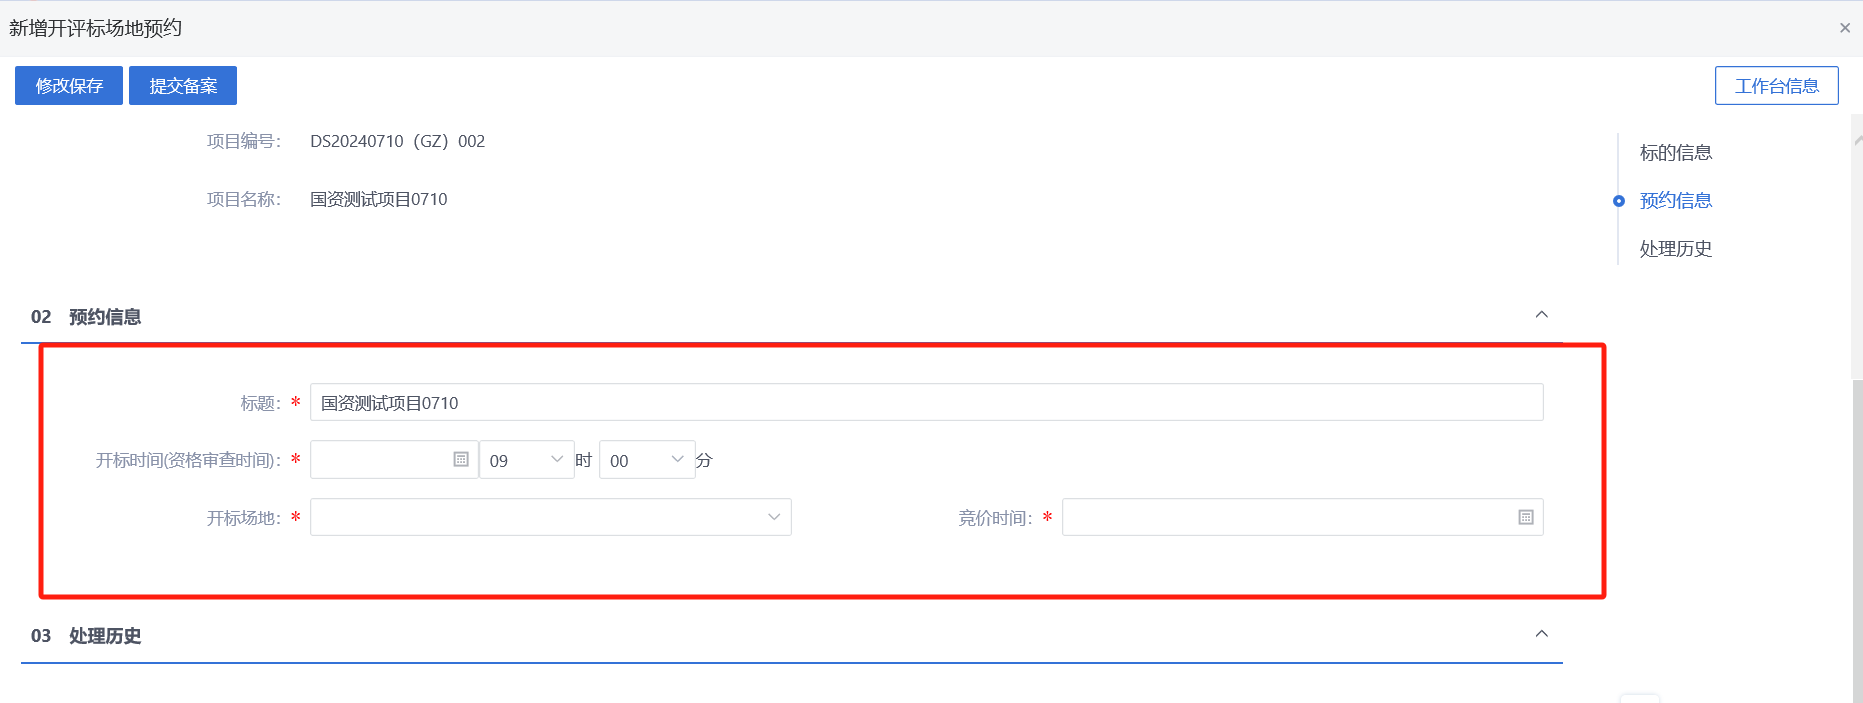 新增开评标场地预约
×
修改保存 提交备案 工作台信息
项目编号： DS20240710（GZ）002
项目名称： 国资测试项目0710
标的信息
预约信息
处理历史
02 预约信息
标题：* 国资测试项目0710
开标时间(资格审查时间)：* 09 时 00 分
开标场地：* 竞价时间：*
03 处理历史